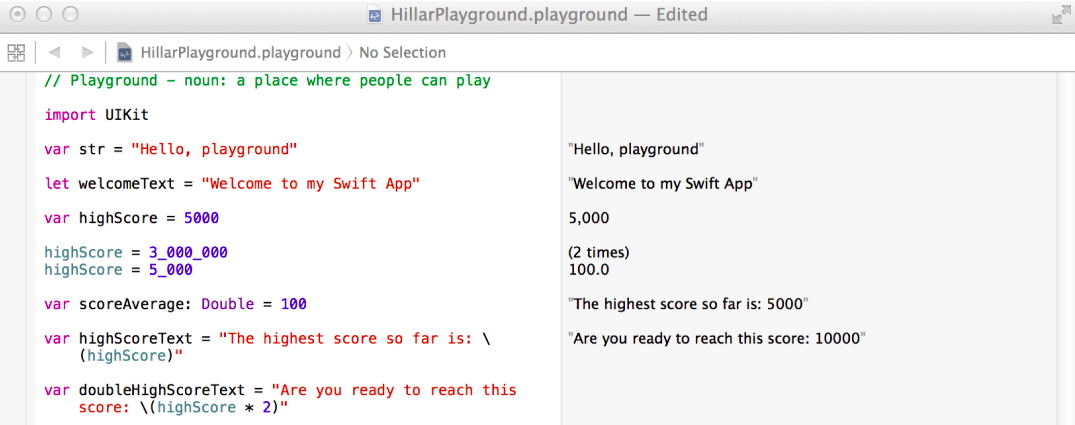 HillarPlayground.playground — Edited
HillarPlayground.playground 〉 No Selection
// Playground – noun: a place where people can play
import UIKit
var str = "Hello, playground"
"Hello, playground"
let welcomeText = "Welcome to my Swift App"
"Welcome to my Swift App"
var highScore = 5000
5,000
highScore = 3_000_000
(2 times)
highScore = 5_000
100.0
var scoreAverage: Double = 100
"The highest score so far is: 5000"
var highScoreText = "The highest score so far is: \
"Are you ready to reach this score: 10000"
(highScore)"
var doubleHighScoreText = "Are you ready to reach this
score: \(highScore * 2)"